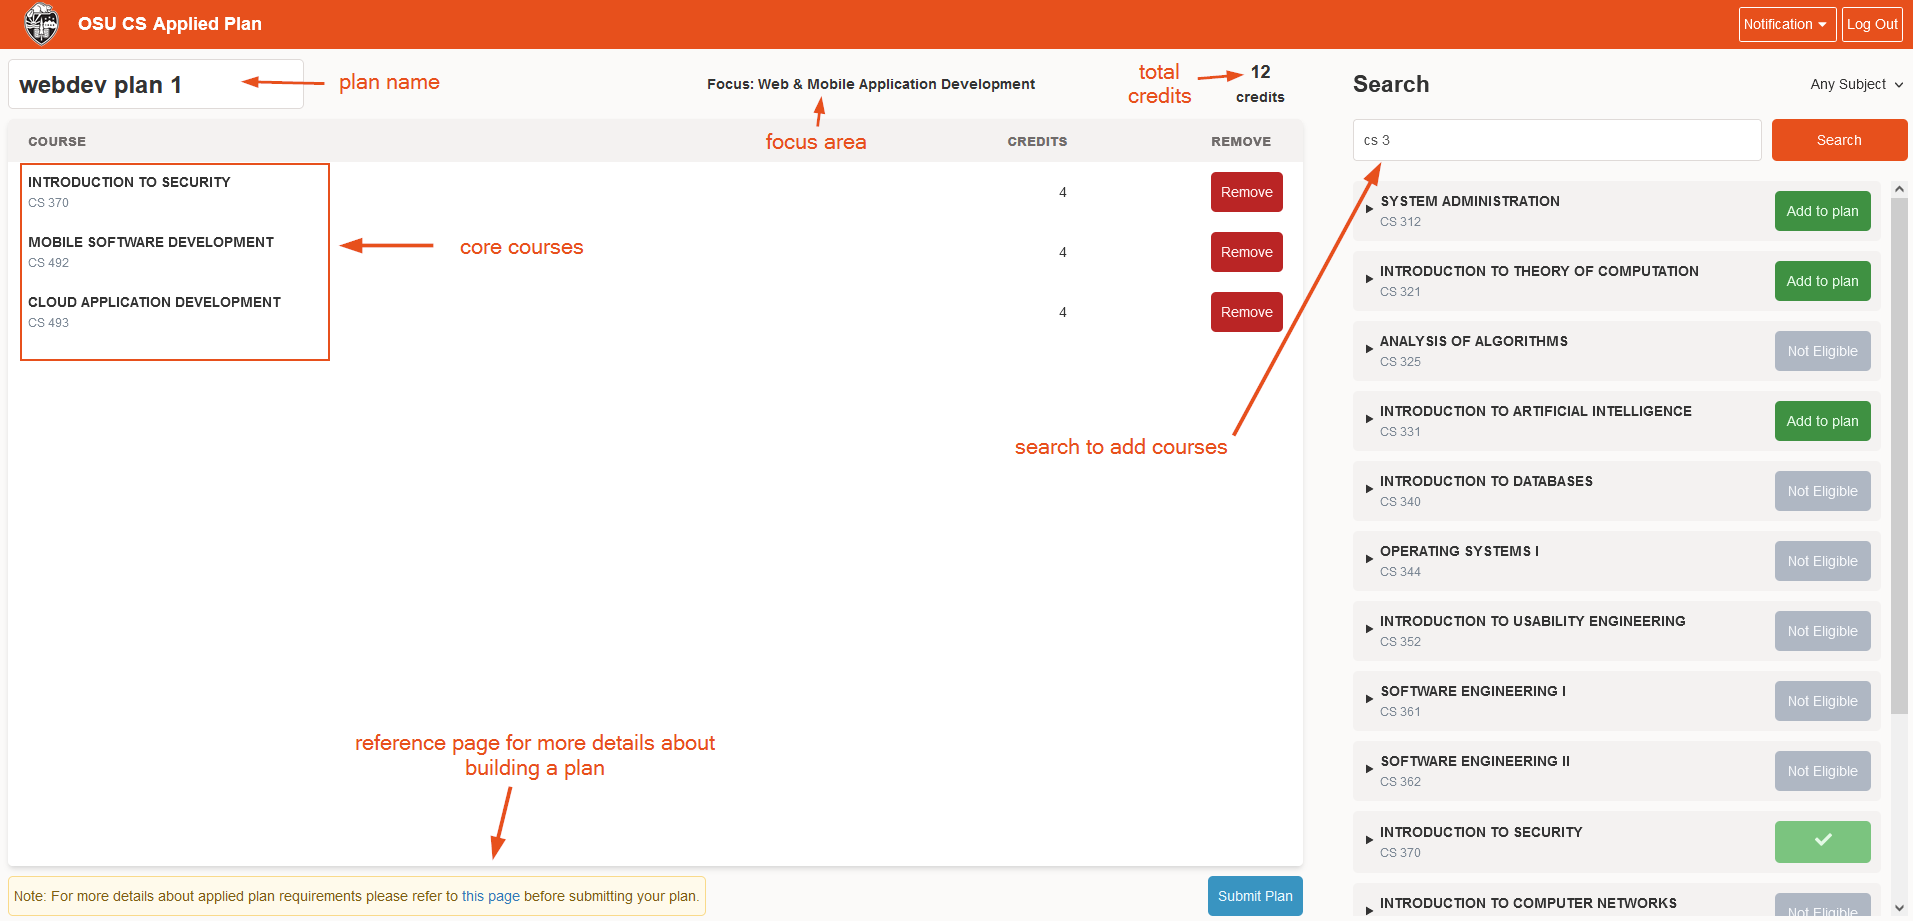 OSU CS Applied Plan
Notification
Log Out
webdev plan 1
plan name
Focus: Web & Mobile Application Development
focus area
total
credits
12
credits
COURSE
CREDITS
REMOVE
INTRODUCTION TO SECURITY
CS 370
4
Remove
MOBILE SOFTWARE DEVELOPMENT
CS 492
4
Remove
core courses
CLOUD APPLICATION DEVELOPMENT
CS 493
4
Remove
search to add courses
reference page for more details about
building a plan
Note: For more details about applied plan requirements please refer to this page before submitting your plan.
Submit Plan
Search
Any Subject
cs 3
Search
SYSTEM ADMINISTRATION
CS 312
Add to plan
INTRODUCTION TO THEORY OF COMPUTATION
CS 321
Add to plan
ANALYSIS OF ALGORITHMS
CS 325
Not Eligible
INTRODUCTION TO ARTIFICIAL INTELLIGENCE
CS 331
Add to plan
INTRODUCTION TO DATABASES
CS 340
Not Eligible
OPERATING SYSTEMS I
CS 344
Not Eligible
INTRODUCTION TO USABILITY ENGINEERING
CS 352
Not Eligible
SOFTWARE ENGINEERING I
CS 361
Not Eligible
SOFTWARE ENGINEERING II
CS 362
Not Eligible
INTRODUCTION TO SECURITY
CS 370
INTRODUCTION TO COMPUTER NETWORKS
Not Eligible